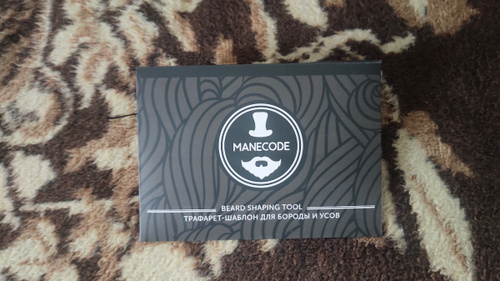 MANECODE
BEARD SHAPING TOOL
ТРАФАРЕТ-ШАБЛОН ДЛЯ БОРОДЫ И УСОВ